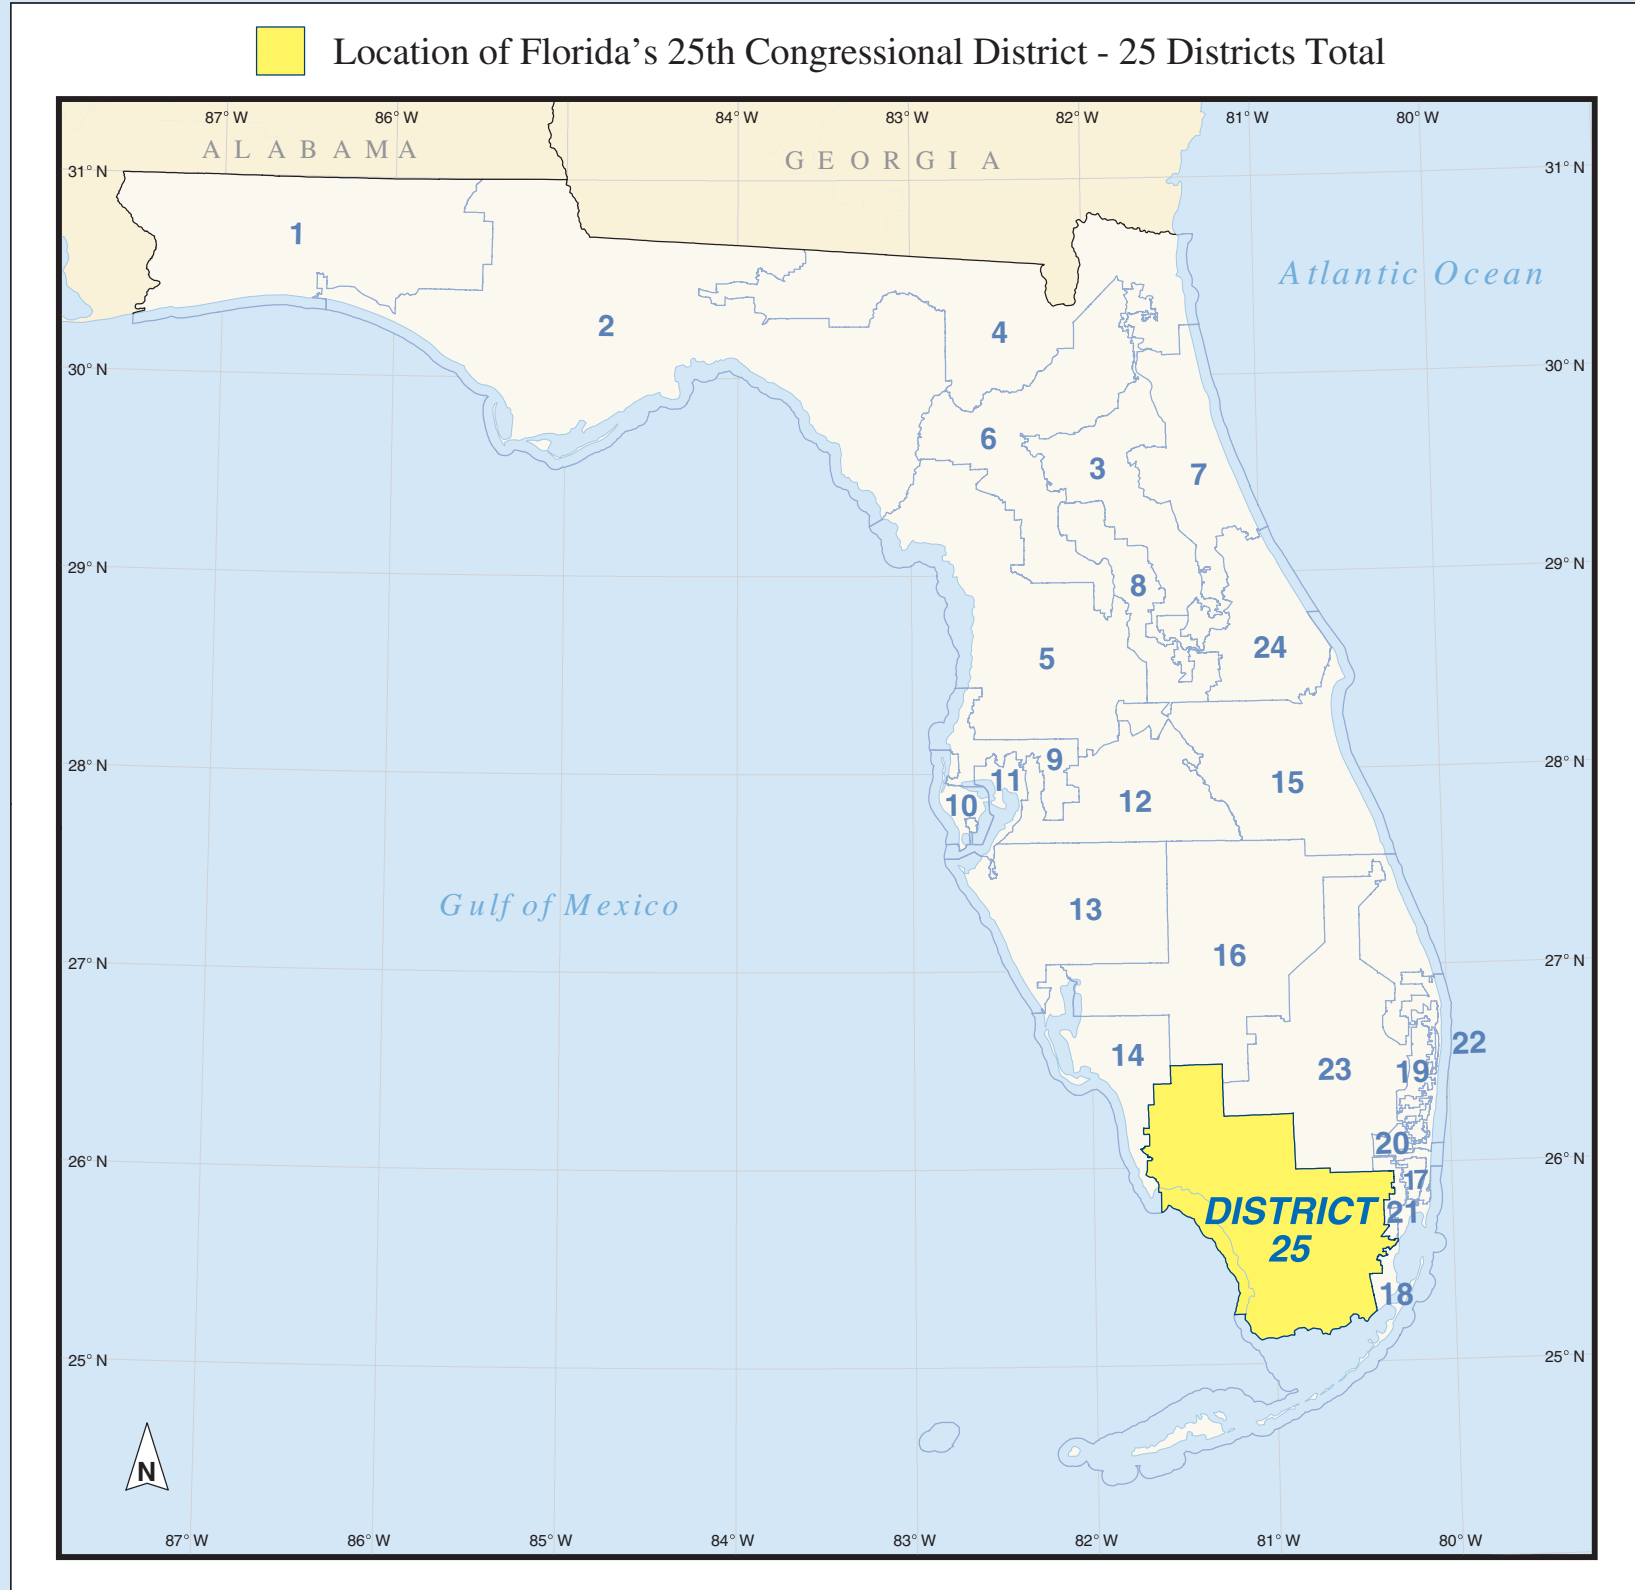 Location of Florida's 25th Congressional District - 25 Districts Total
87° W
86° W
84° W
83° W
82° W
81° W
80° W
ALABAMA
GEORGIA
31° N
31° N
1
Atlantic Ocean
2
4
30° N
30° N
6
3
7
29° N
29° N
8
24
5
28° N
9
28° N
11
15
10
12
Gulf of Mexico
13
16
27° N
27° N
22
14
23
19
20
26° N
26° N
17
DISTRICT
21
25
18
25° N
25° N
N
87° W
86° W
85° W
84° W
83° W
82° W
81° W
80° W